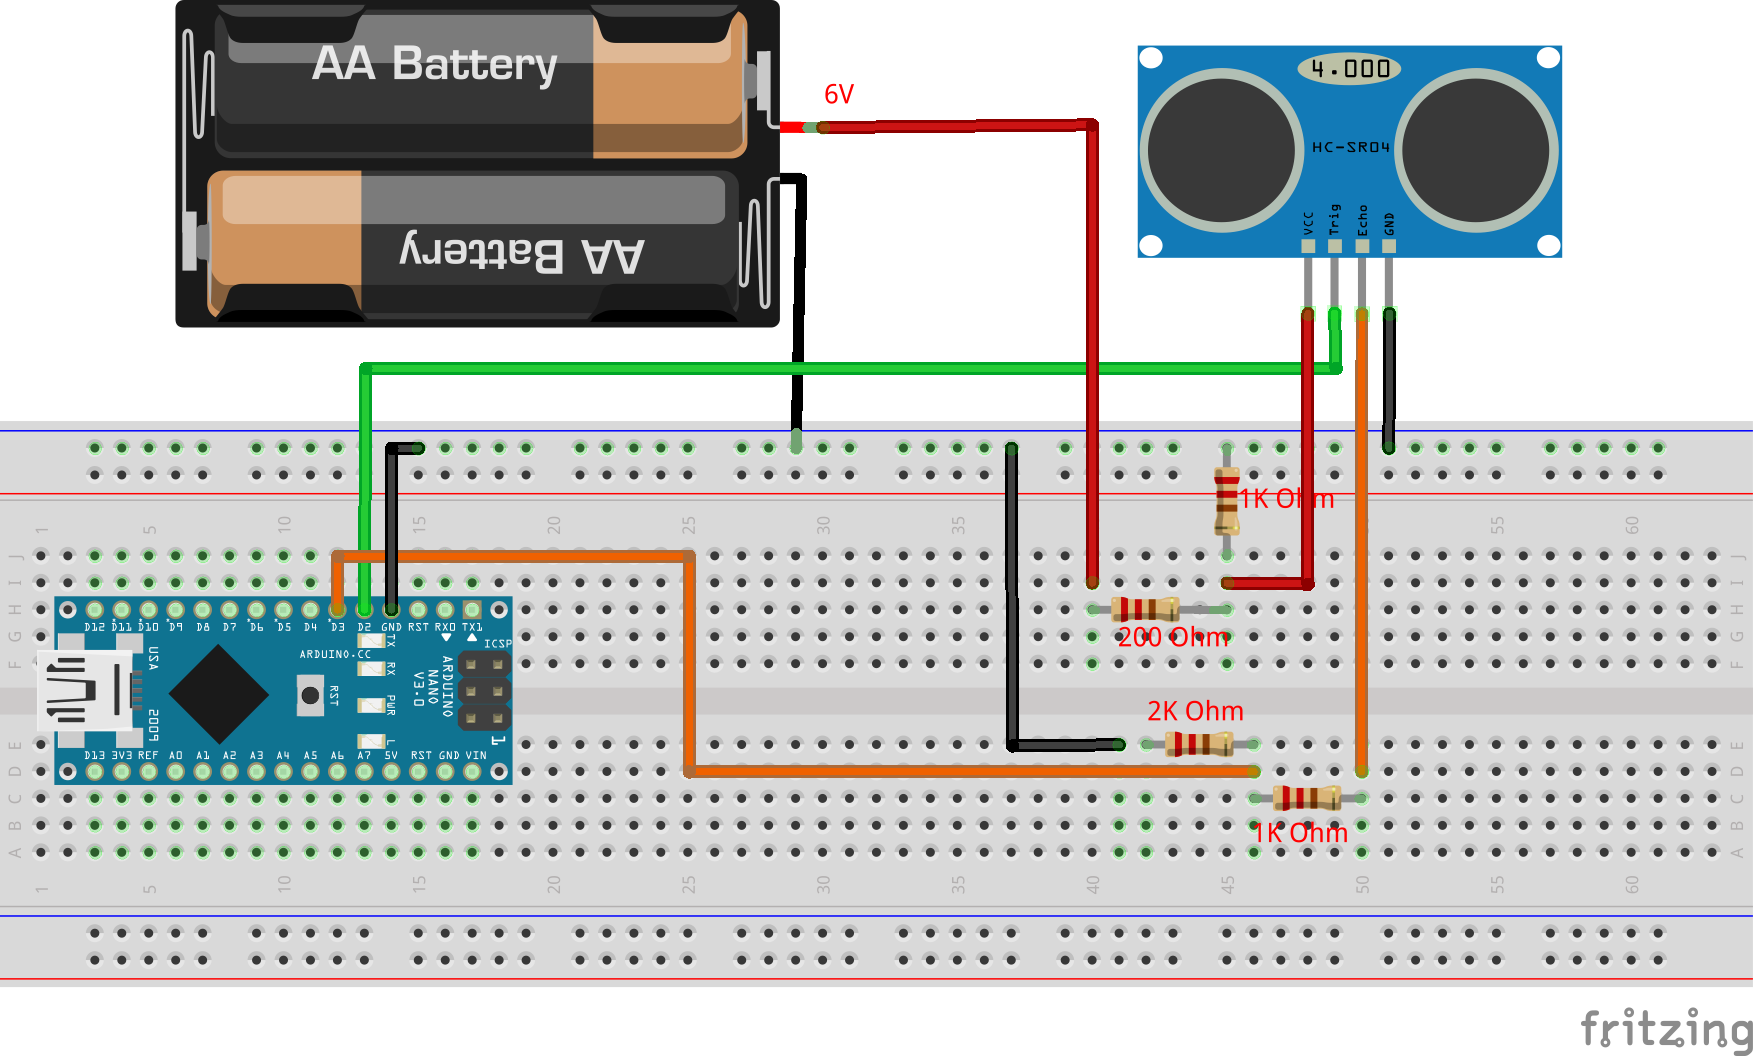 AA Battery
AA Battery
6V
4.000
HC-SR04
VCC Trig Echo GND
1K Ohm
1 5 10 15 20 25 30 35 45 55 60
J J
I I
H H
G G
F F
D12 D11 D10 D9 D8 D7 D6 D5 D4 D3 D2 GND RST RX0 TX1
ICSP
ARDUINO.CC
TX
RX
PWR
L
RST
USA
2009
ARDUINO
NANO
V3.0
1
D13 3V3 REF A0 A1 A2 A3 A4 A5 A6 A7 5V RST GND VIN
200 Ohm
2K Ohm
E E
D D
C C
B B
A A
1K Ohm
1 5 10 15 20 25 30 35 40 45 50 55 60
fritzing